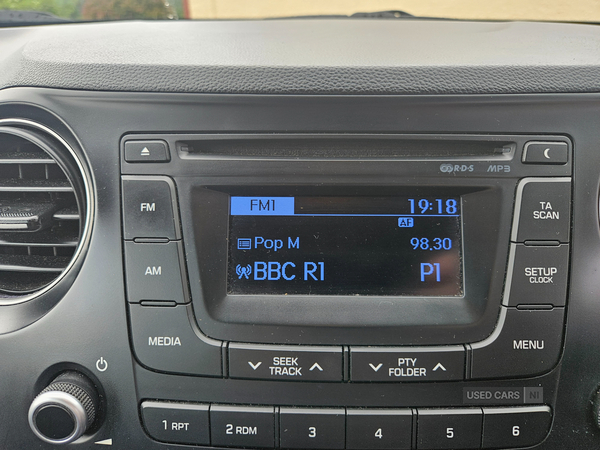 R·D·S MP3
FM1 19:18
AF
Pop M 98.30
BBC R1 P1
FM
AM
MEDIA
TA
SCAN
SETUP
CLOCK
MENU
SEEK
TRACK
PTY
FOLDER
USED CARS NI
1 RPT
2 RDM
3
4
5
6